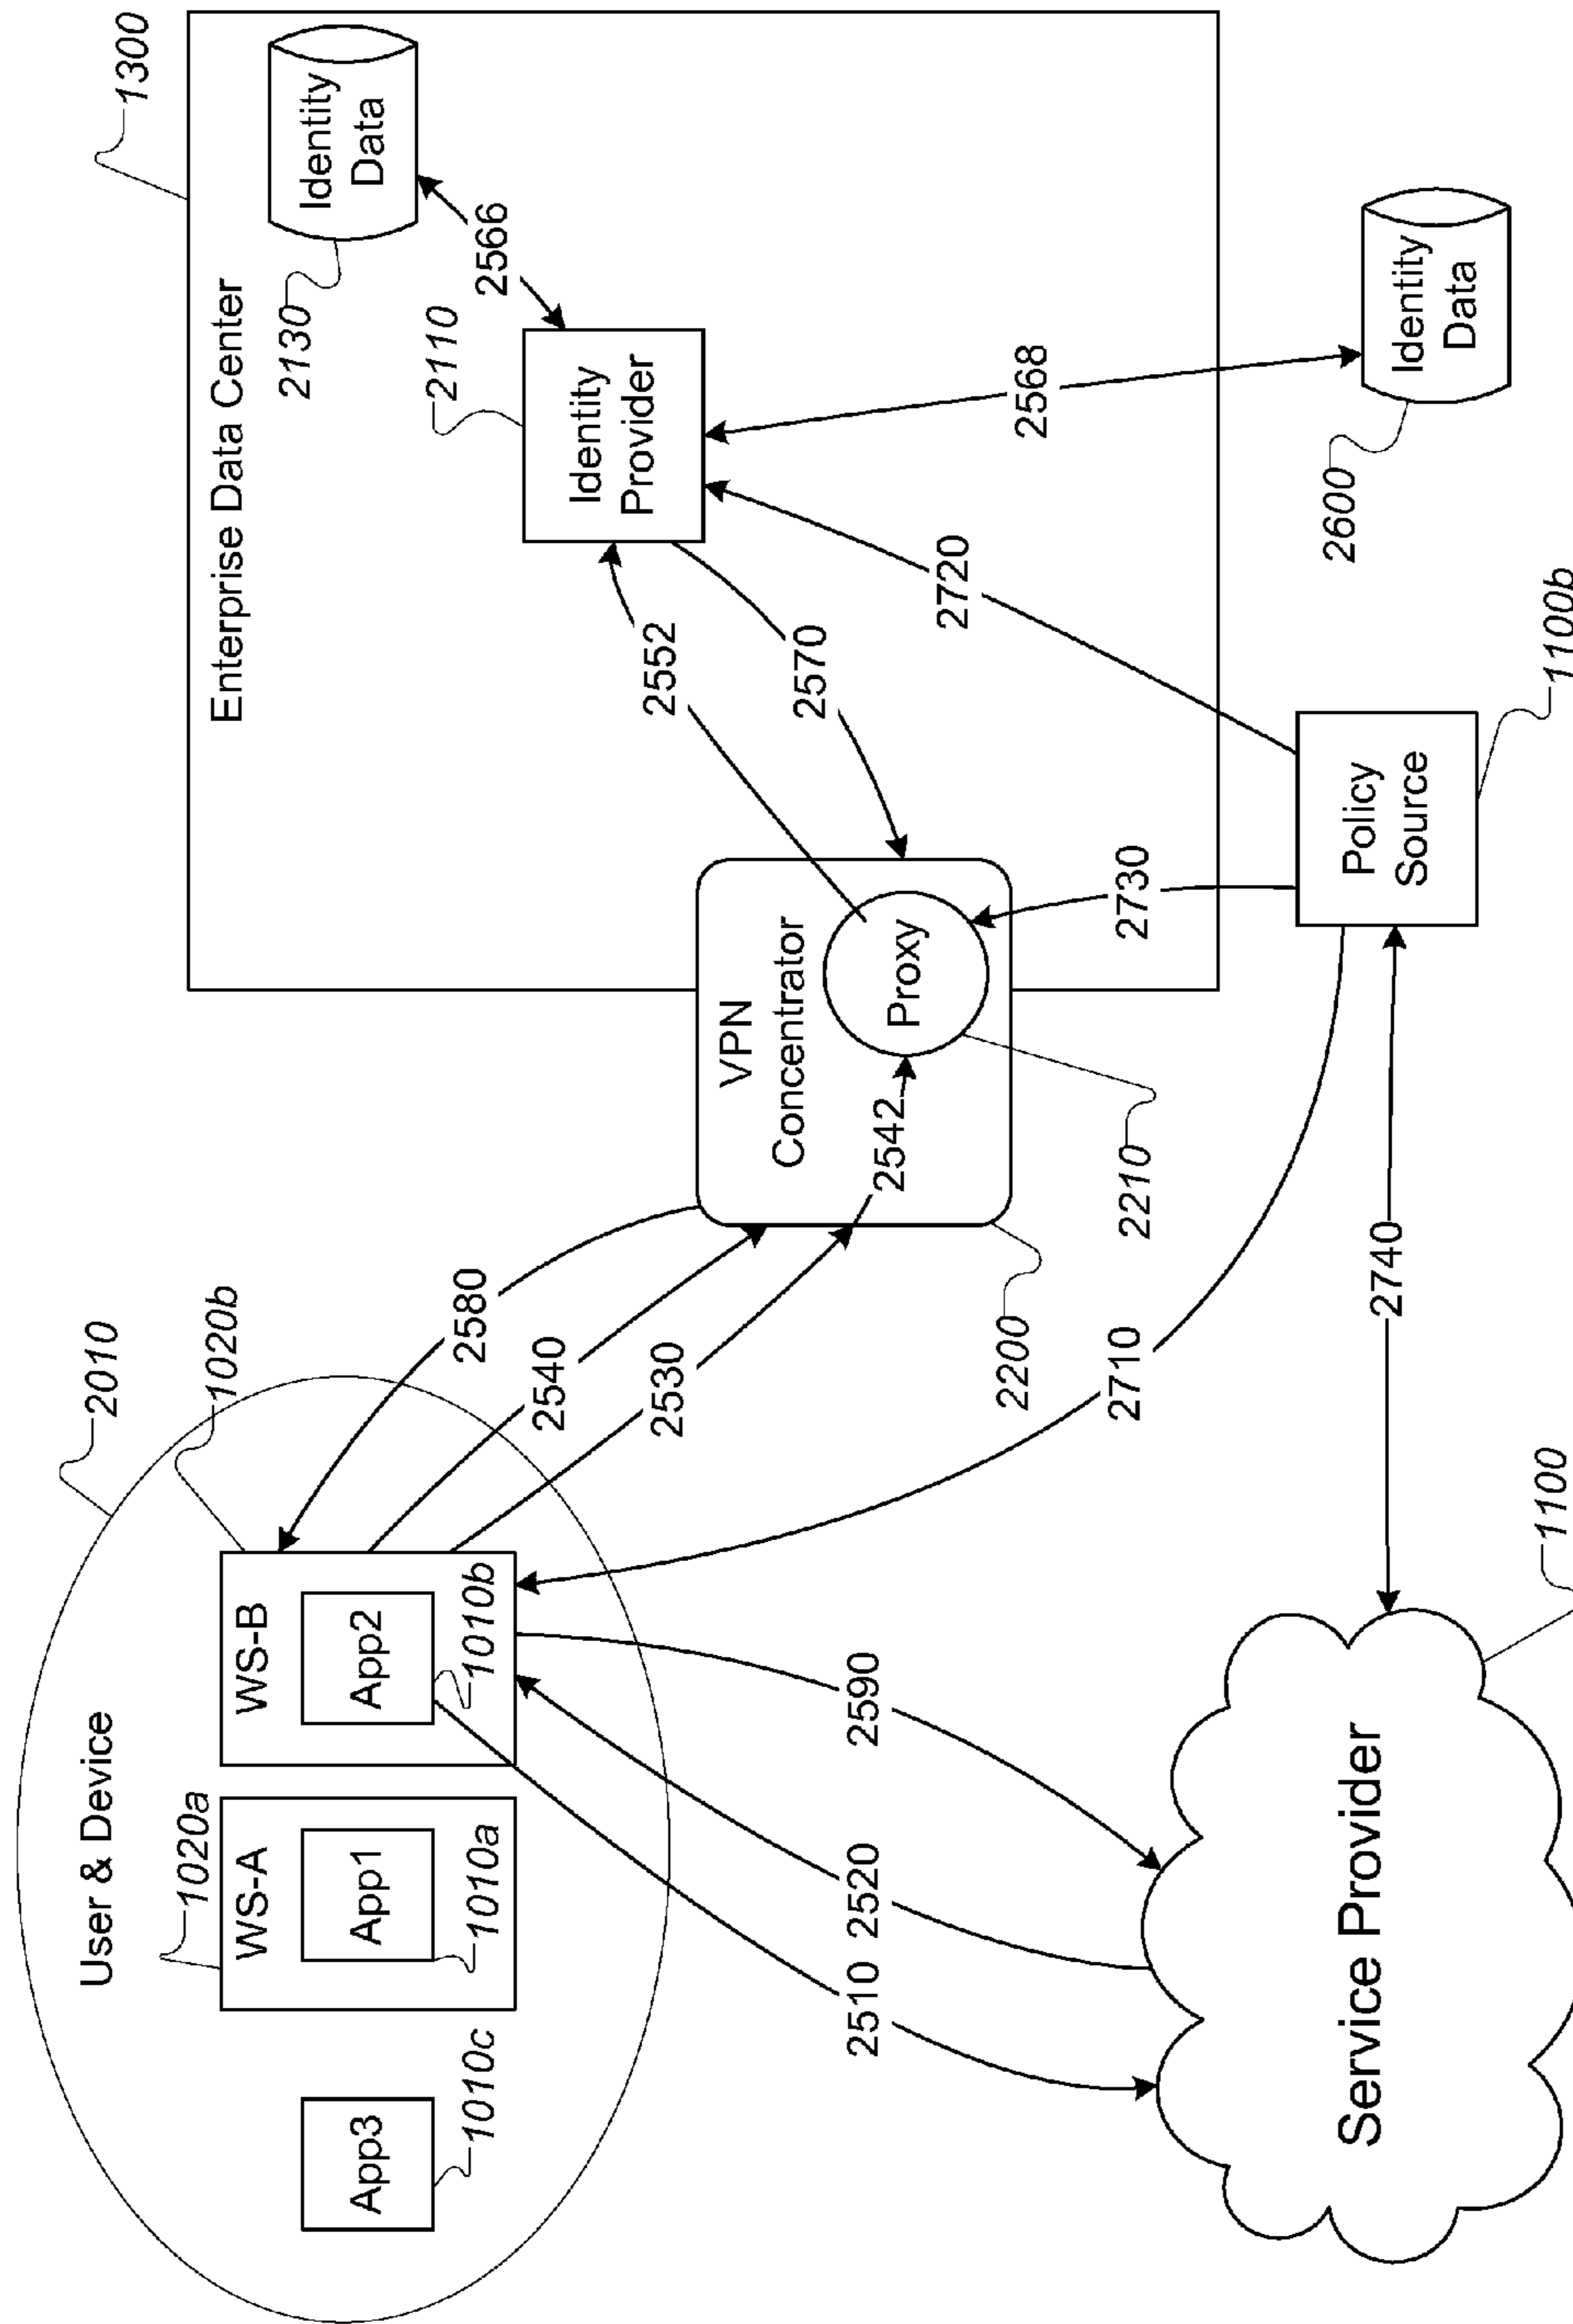 User & Device
2010
App3
1010c
WS-A
1020a
App1
1010a
WS-B
1020b
App2
1010b
2580
2540
2530
2542
VPN
Concentrator
Proxy
2200
2210
Enterprise Data Center
1300
2552
2570
Identity
Provider
2110
2566
Identity
Data
2130
2568
Identity
Data
2600
2720
2730
Policy
Source
1100b
2710
2740
2510
2520
2590
Service Provider
1100